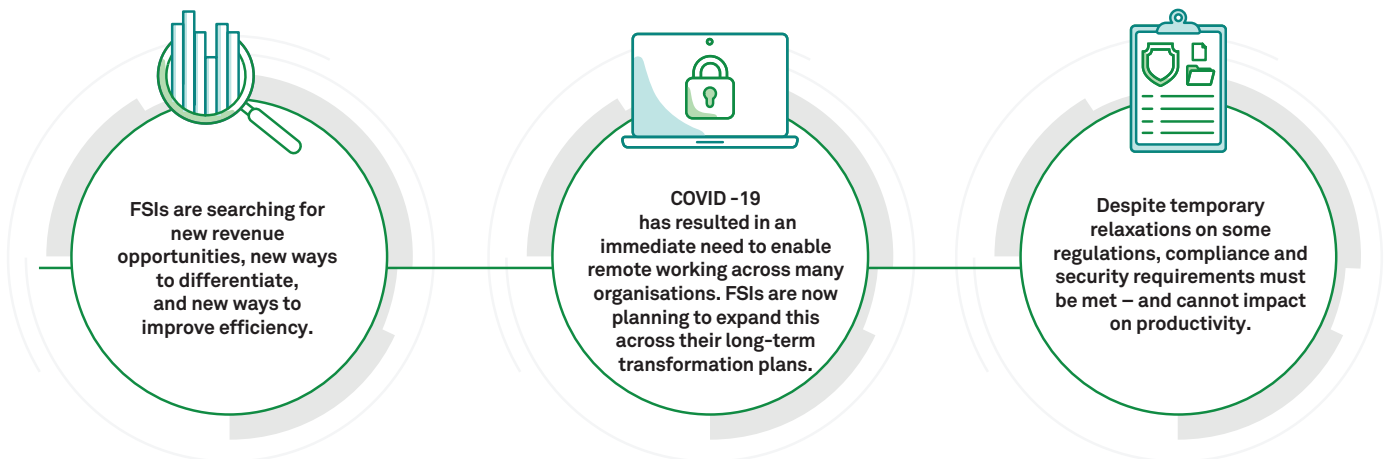 FSIs are searching for
new revenue
opportunities, new ways
to differentiate,
and new ways to
improve efficiency.
COVID -19
has resulted in an
immediate need to enable
remote working across many
organisations. FSIs are now
planning to expand this
across their long-term
transformation plans.
Despite temporary
relaxations on some
regulations, compliance and
security requirements must
be met – and cannot impact
on productivity.